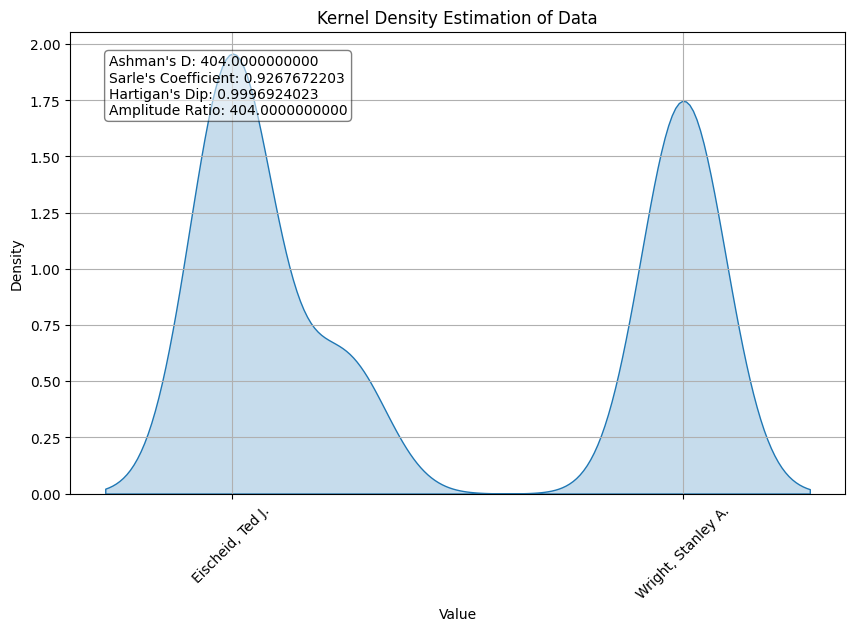 Kernel Density Estimation of Data
2.00
1.75
1.50
1.25
1.00
0.75
0.50
0.25
0.00
Density
Ashman's D: 404.0000000000
Sarle's Coefficient: 0.9267672203
Hartigan's Dip: 0.9996924023
Amplitude Ratio: 404.0000000000
Eischeid, Ted J.
Wright, Stanley A.
Value